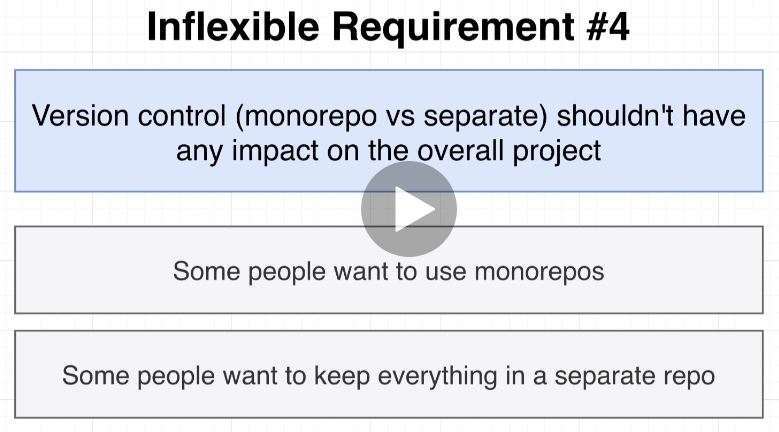 Inflexible Requirement #4
Version control (monorepo vs separate) shouldn't have
any impact on the overall project
Some people want to use monorepos
Some people want to keep everything in a separate repo